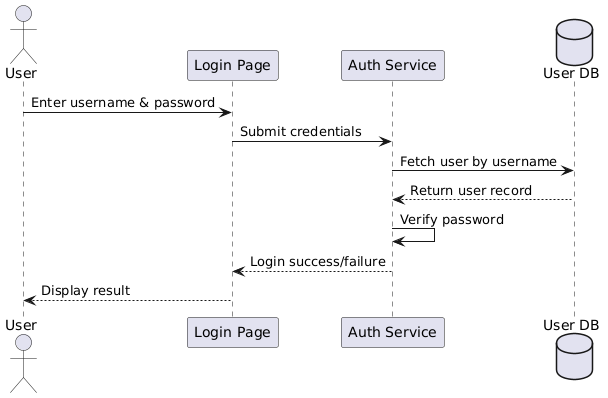 User
Login Page
Auth Service
User DB
Enter username & password
Submit credentials
Fetch user by username
Return user record
Verify password
Login success/failure
Display result
User
Login Page
Auth Service
User DB